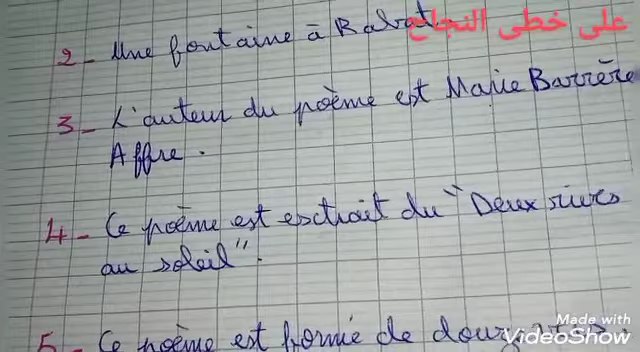 على خطى النجاح
2 - Une fontaine à Rabat
3 - L'auteur du poème est Marie Barrère
Affre.
4 - Ce poème est extrait du "Deux rives
au soleil".
5 - Ce poème est formé de douze
Made with
VideoShow